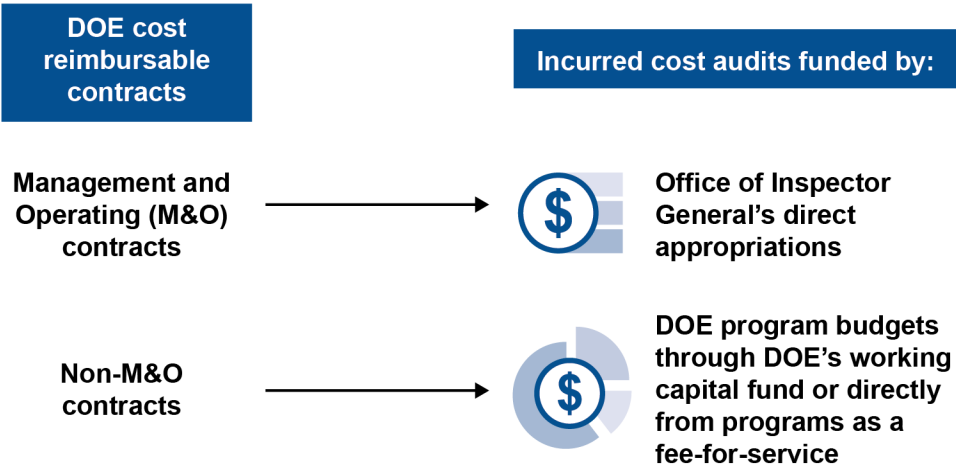 DOE cost
reimbursable
contracts
Incurred cost audits funded by:
Management and
Operating (M&O)
contracts
$
Office of Inspector
General’s direct
appropriations
Non-M&O
contracts
$
DOE program budgets
through DOE’s working
capital fund or directly
from programs as a
fee-for-service